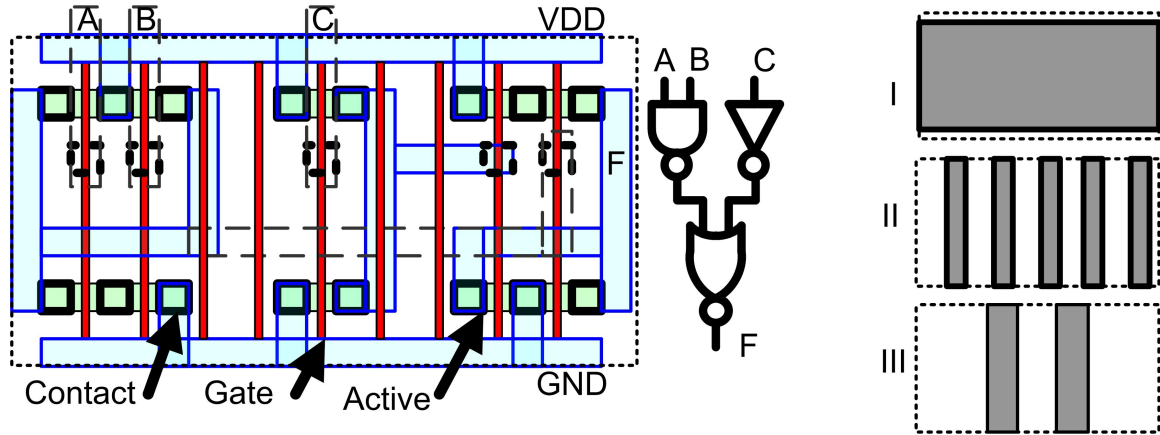 A B C VDD
A B C
I
F
II
Contact Gate Active GND
F
III